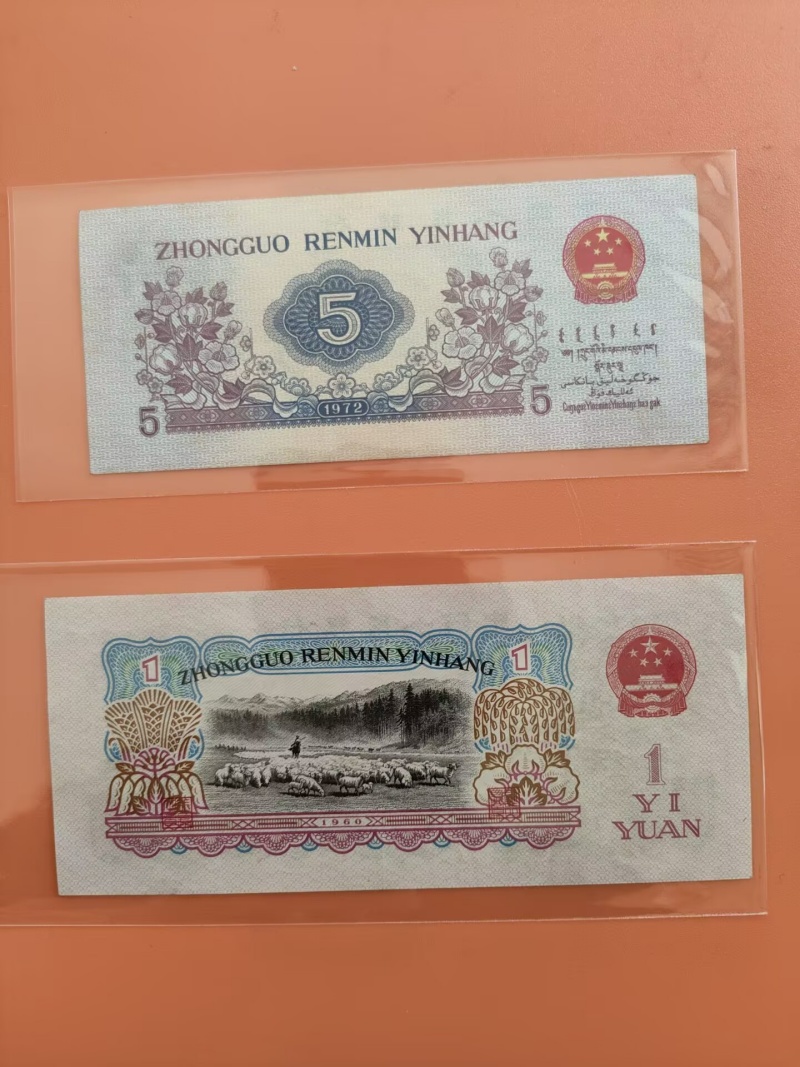 ZHONGGUO RENMIN YINHANG
5
5
1972
5
1
1
ZHONGGUO RENMIN YINHANG
1960
1
YI
YUAN